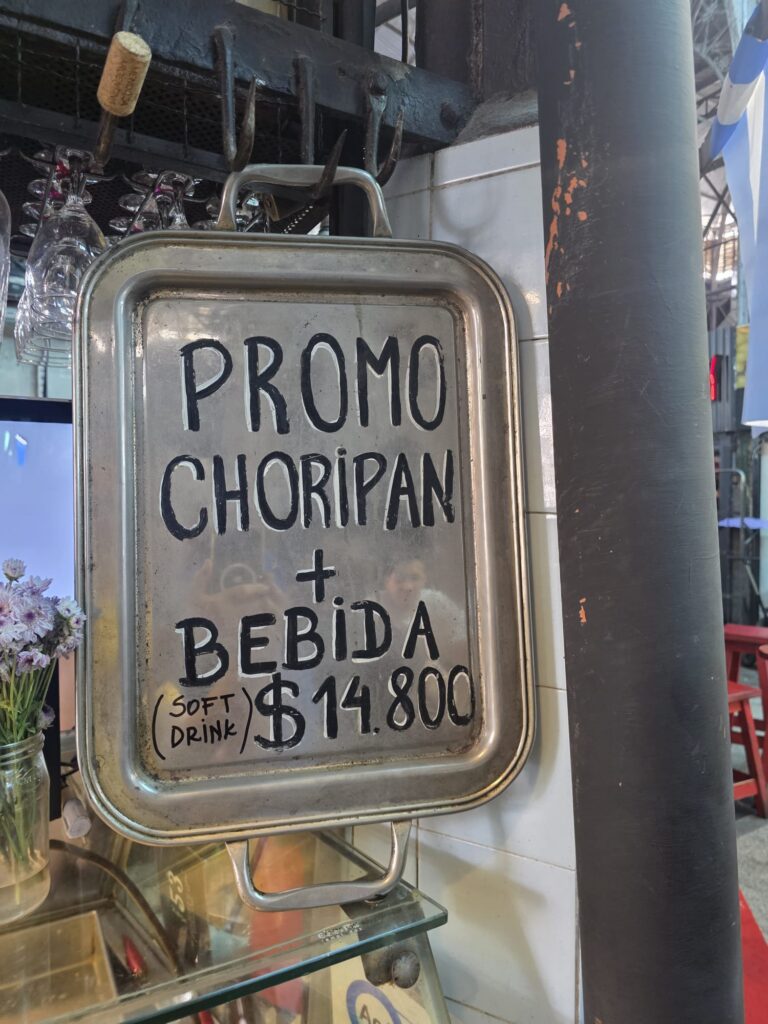 PROMO
CHORiPAN
+
BEBiDA
(SOFT DRiNK) $14.800